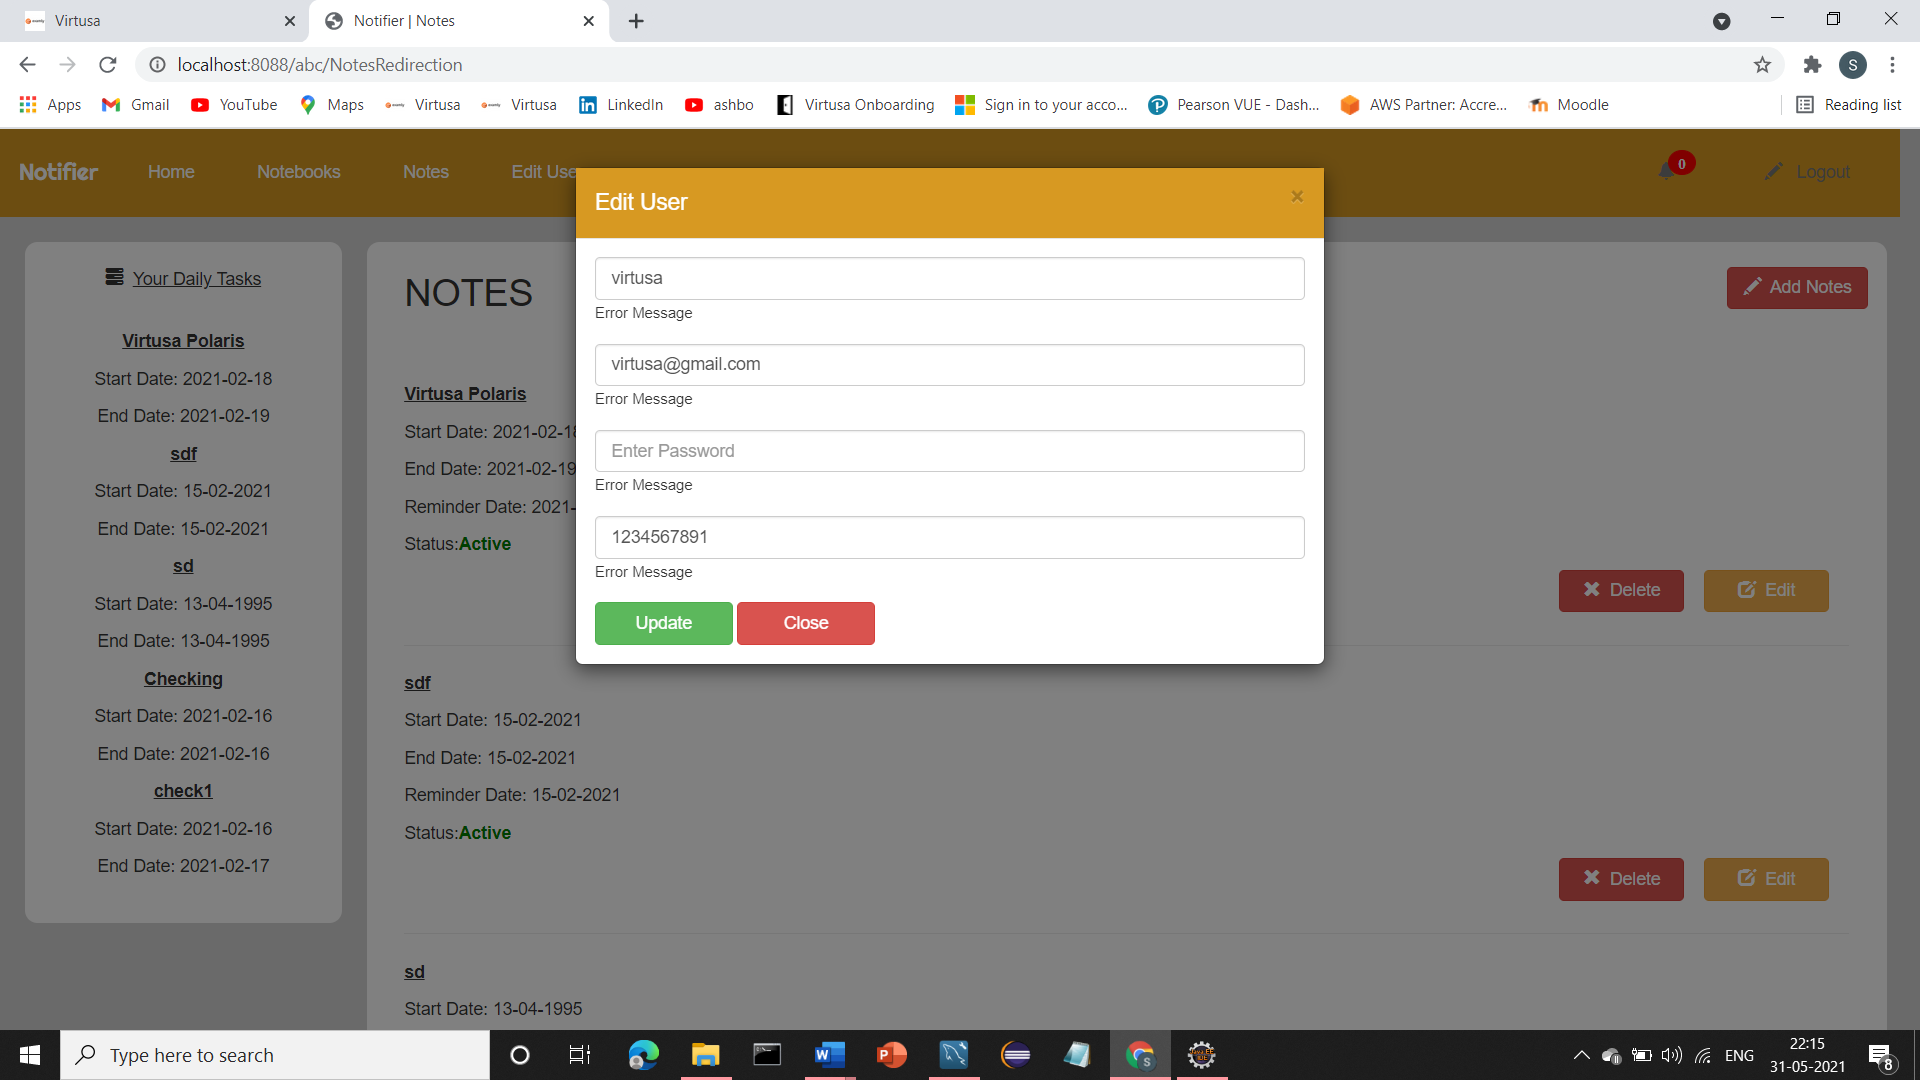 Virtusa
Notifier | Notes
localhost:8088/abc/NotesRedirection
S
Apps
Gmail
YouTube
Maps
Virtusa
Virtusa
LinkedIn
ashbo
Virtusa Onboarding
Sign in to your acco...
Pearson VUE - Dash...
AWS Partner: Accre...
Moodle
Reading list
Notifier
Home
Notebooks
Notes
Edit Use
0
Logout
Your Daily Tasks
Virtusa Polaris
Start Date: 2021-02-18
End Date: 2021-02-19
sdf
Start Date: 15-02-2021
End Date: 15-02-2021
sd
Start Date: 13-04-1995
End Date: 13-04-1995
Checking
Start Date: 2021-02-16
End Date: 2021-02-16
check1
Start Date: 2021-02-16
End Date: 2021-02-17
NOTES
Add Notes
Virtusa Polaris
Start Date: 2021-02-18
End Date: 2021-02-19
Reminder Date: 2021-
Status:Active
Delete
Edit
sdf
Start Date: 15-02-2021
End Date: 15-02-2021
Reminder Date: 15-02-2021
Status:Active
Delete
Edit
sd
Start Date: 13-04-1995
Edit User
×
virtusa
Error Message
virtusa@gmail.com
Error Message
Enter Password
Error Message
1234567891
Error Message
Update
Close
Type here to search
ENG
22:15
31-05-2021
8